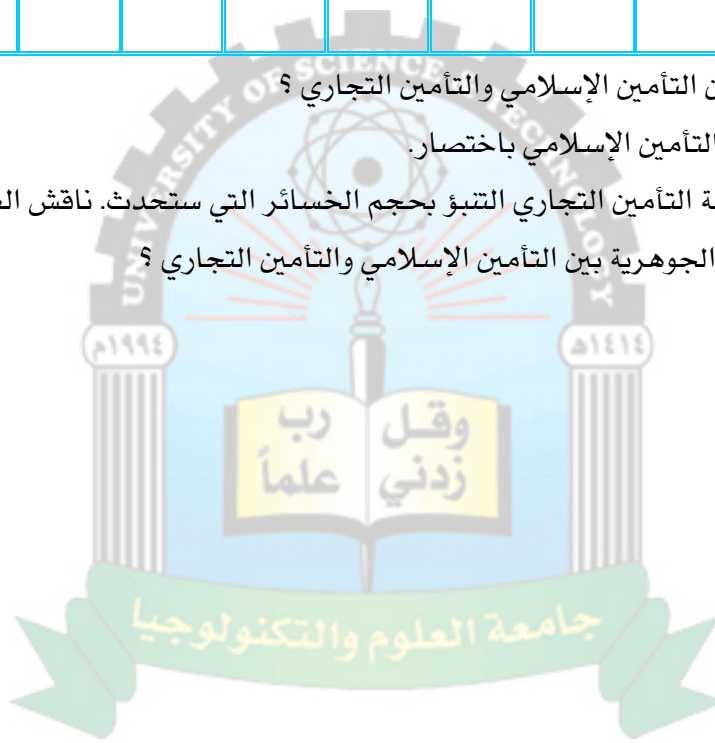 التأمين الإسلامي والتأمين التجاري ؟
التأمين الإسلامي باختصار.
التأمين التجاري التنبؤ بحجم الخسائر التي ستحدث. ناقش
الجوهرية بين التأمين الإسلامي والتأمين التجاري ؟
UNIVERSITY OF SCIENCE & TECHNOLOGY
١٩٩٤م
١٤١٤هـ
وقل رب
زدني علماً
جامعة العلوم والتكنولوجيا